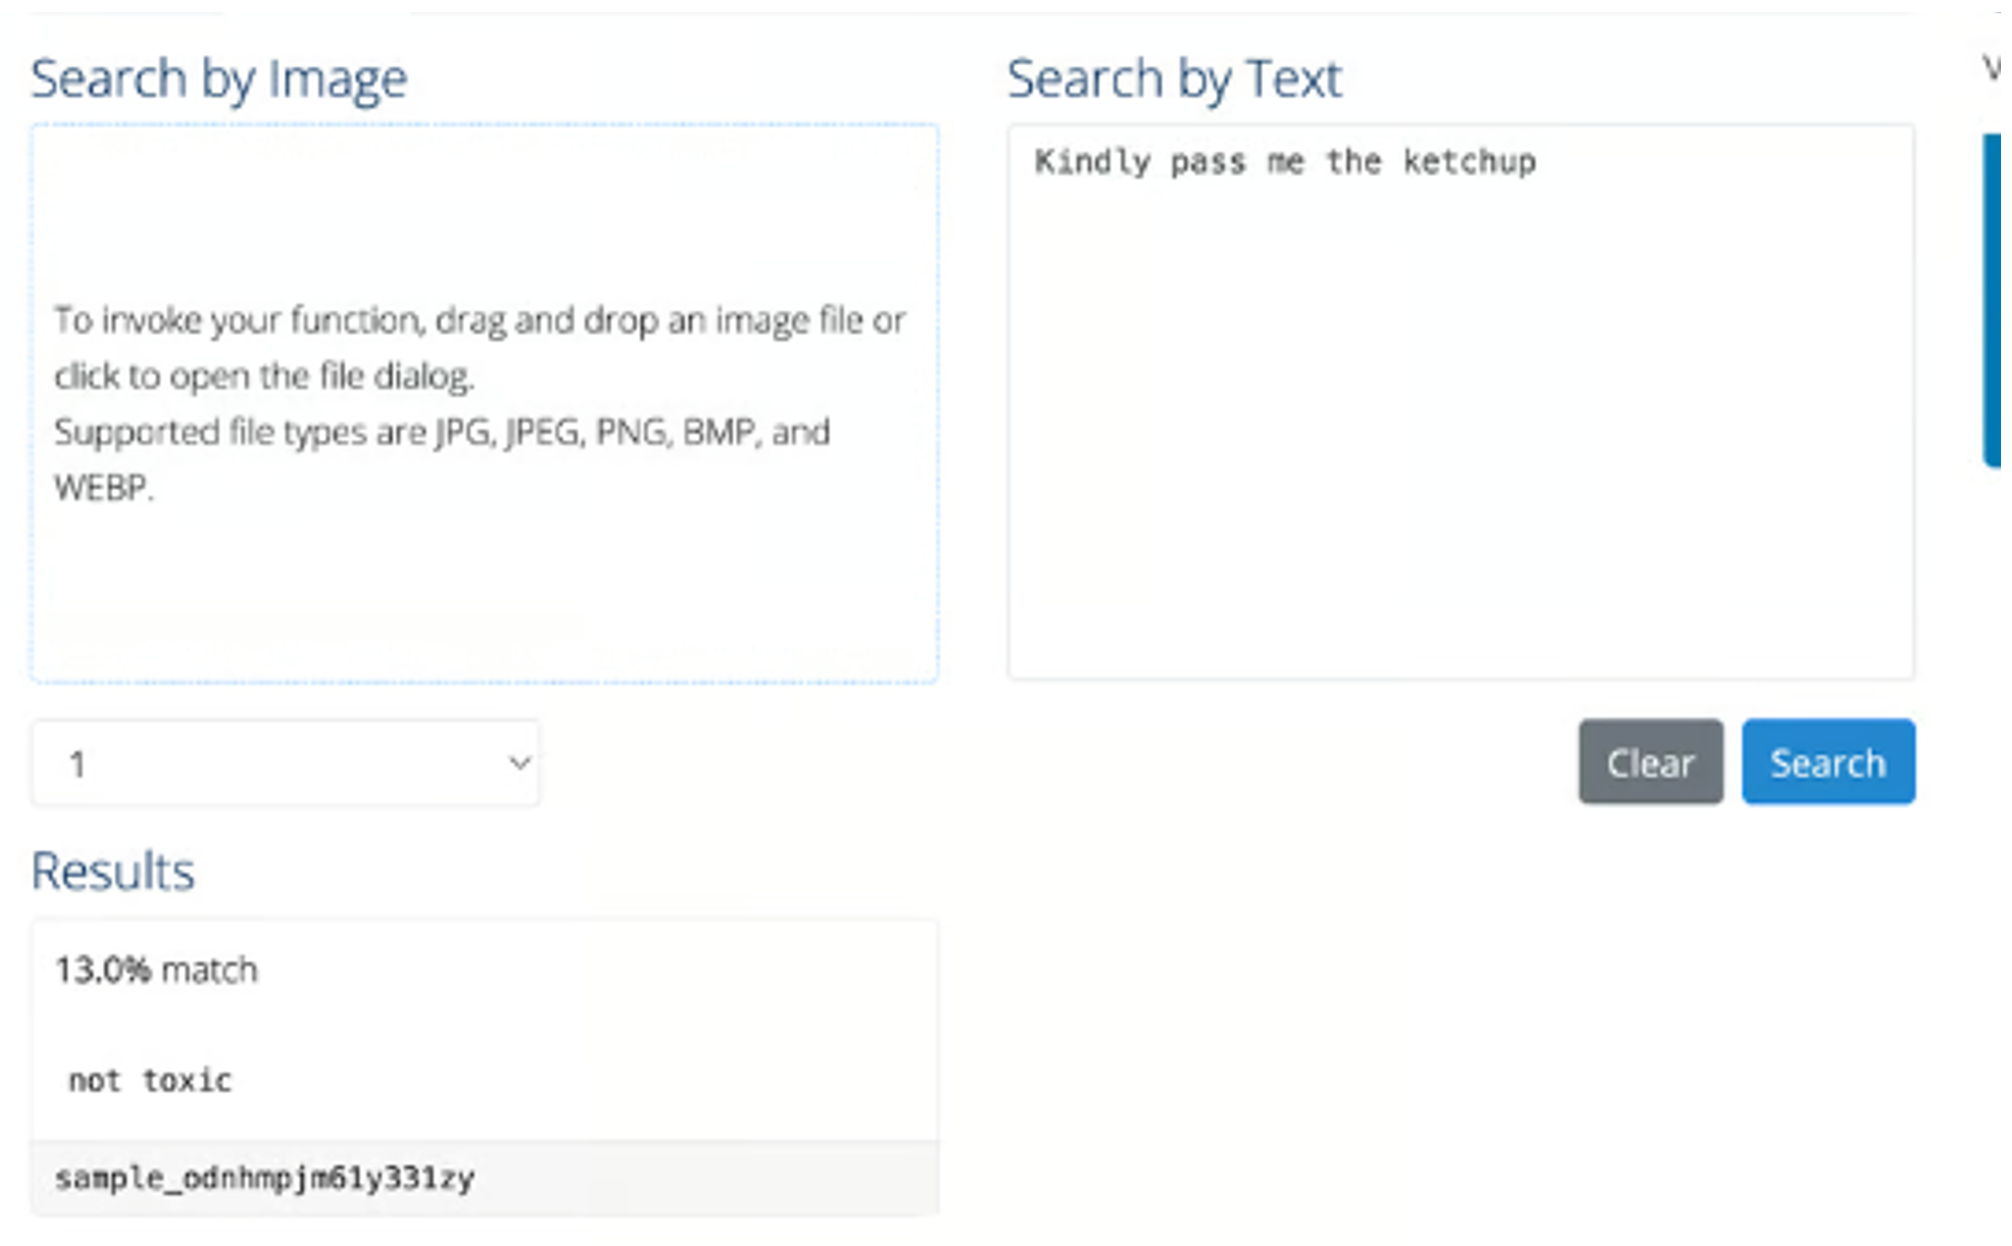 Search by Image
Search by Text
To invoke your function, drag and drop an image file or
click to open the file dialog.
Supported file types are JPG, JPEG, PNG, BMP, and
WEBP.
Kindly pass me the ketchup
1
Clear
Search
Results
13.0% match
not toxic
sample_odnhmpjm61y331zy